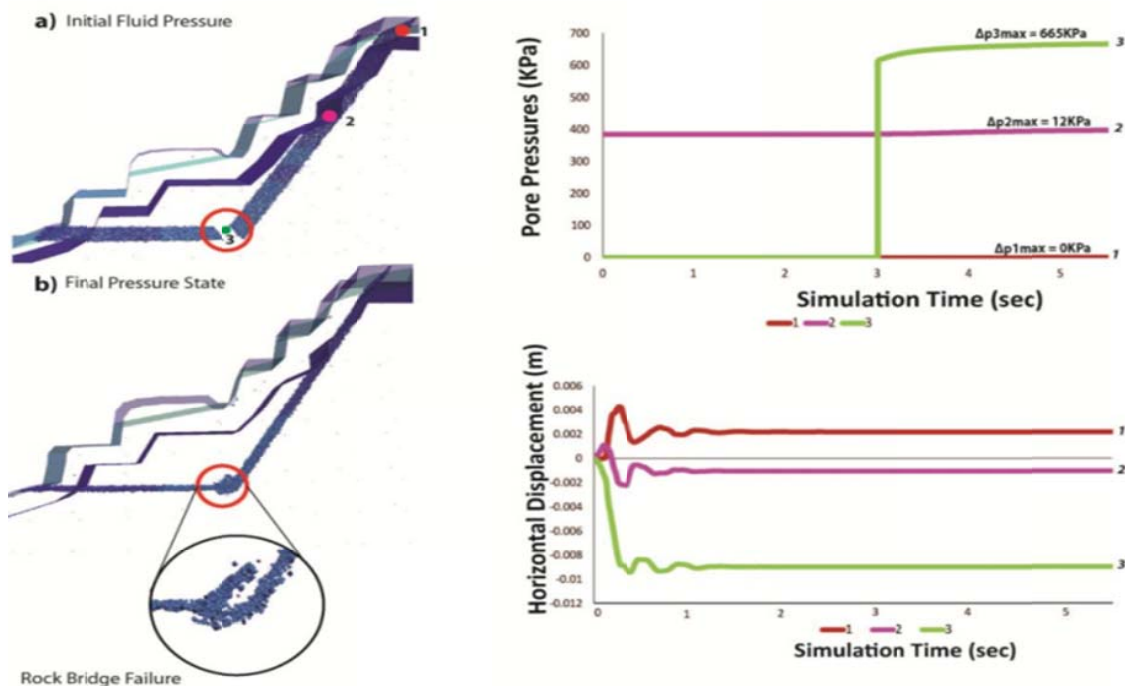 a) Initial Fluid Pressure
1
2
3
b) Final Pressure State
Rock Bridge Failure
Pore Pressures (KPa)
700
600
500
400
300
200
100
0
Δp3max = 665KPa
3
Δp2max = 12KPa
2
Δp1max = 0KPa
1
0 1 2 3 4 5
Simulation Time (sec)
1 2 3
Horizontal Displacement (m)
0.006
0.004
0.002
0
-0.002
-0.004
-0.006
-0.008
-0.01
-0.012
1
2
3
0 1 2 3 4 5
1 2 3
Simulation Time (sec)